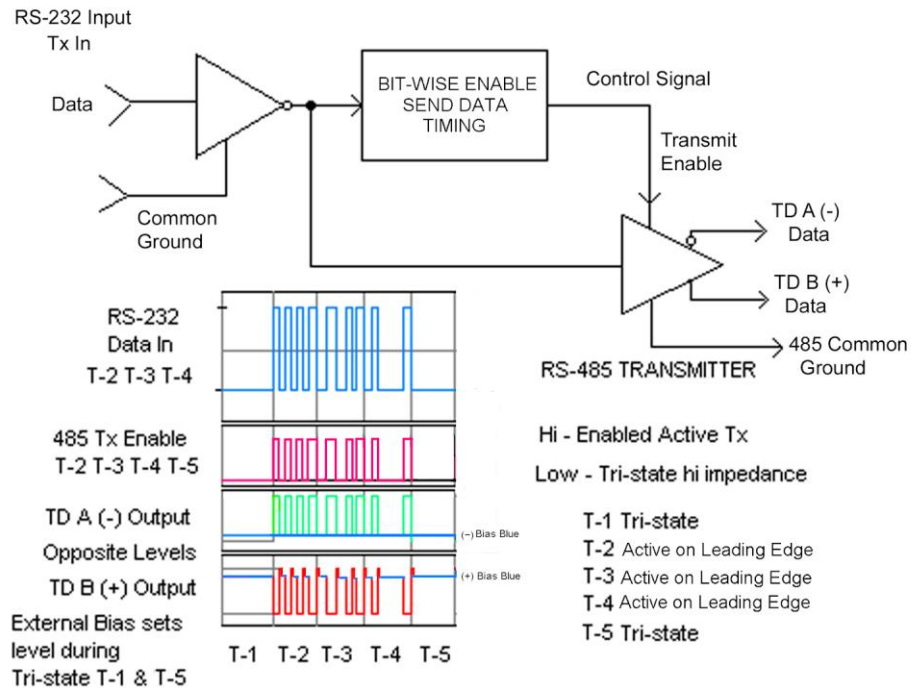 RS-232 Input
Tx In
Data
Common
Ground
BIT-WISE ENABLE
SEND DATA
TIMING
Control Signal
Transmit
Enable
TD A (-)
Data
TD B (+)
Data
485 Common
Ground
RS-485 TRANSMITTER
RS-232
Data In
T-2 T-3 T-4
485 Tx Enable
T-2 T-3 T-4 T-5
TD A (-) Output
Opposite Levels
TD B (+) Output
External Bias sets
level during
Tri-state T-1 & T-5
(−) Bias Blue
(+) Bias Blue
T-1 T-2 T-3 T-4 T-5
Hi - Enabled Active Tx
Low - Tri-state hi impedance
T-1 Tri-state
T-2 Active on Leading Edge
T-3 Active on Leading Edge
T-4 Active on Leading Edge
T-5 Tri-state